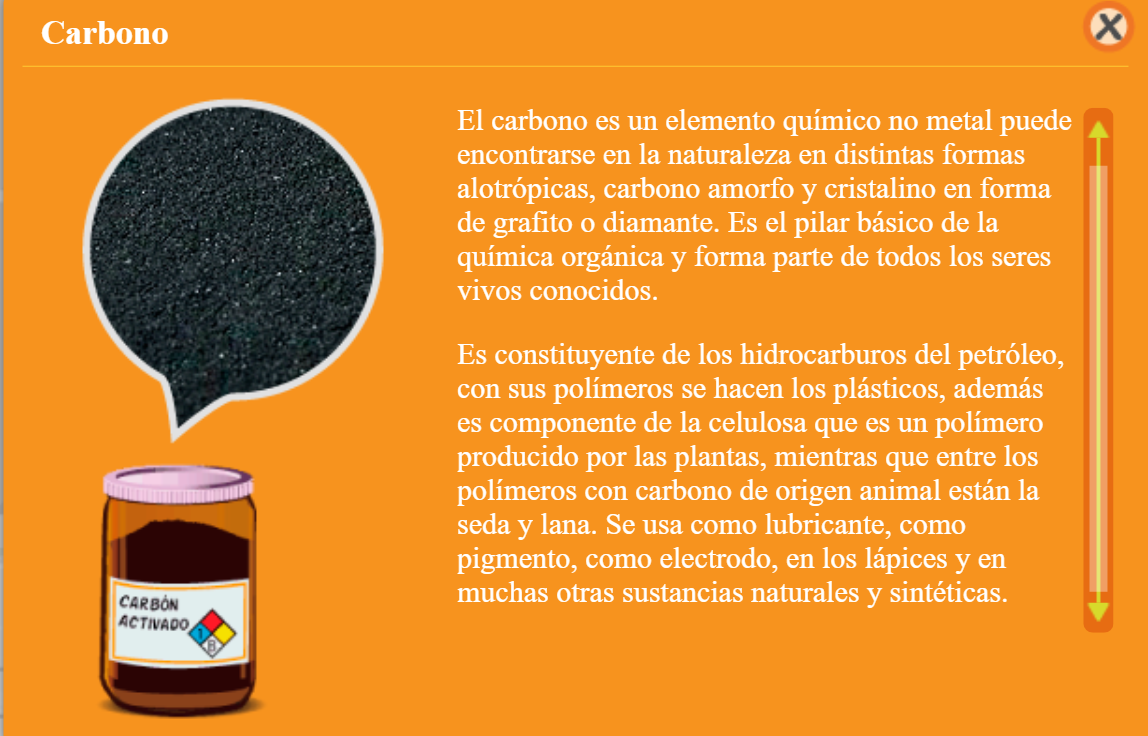 Carbono
El carbono es un elemento químico no metal puede
encontrarse en la naturaleza en distintas formas
alotrópicas, carbono amorfo y cristalino en forma
de grafito o diamante. Es el pilar básico de la
química orgánica y forma parte de todos los seres
vivos conocidos.
Es constituyente de los hidrocarburos del petróleo,
con sus polímeros se hacen los plásticos, además
es componente de la celulosa que es un polímero
producido por las plantas, mientras que entre los
polímeros con carbono de origen animal están la
seda y lana. Se usa como lubricante, como
pigmento, como electrodo, en los lápices y en
muchas otras sustancias naturales y sintéticas.
CARBÓN
ACTIVADO
1
B